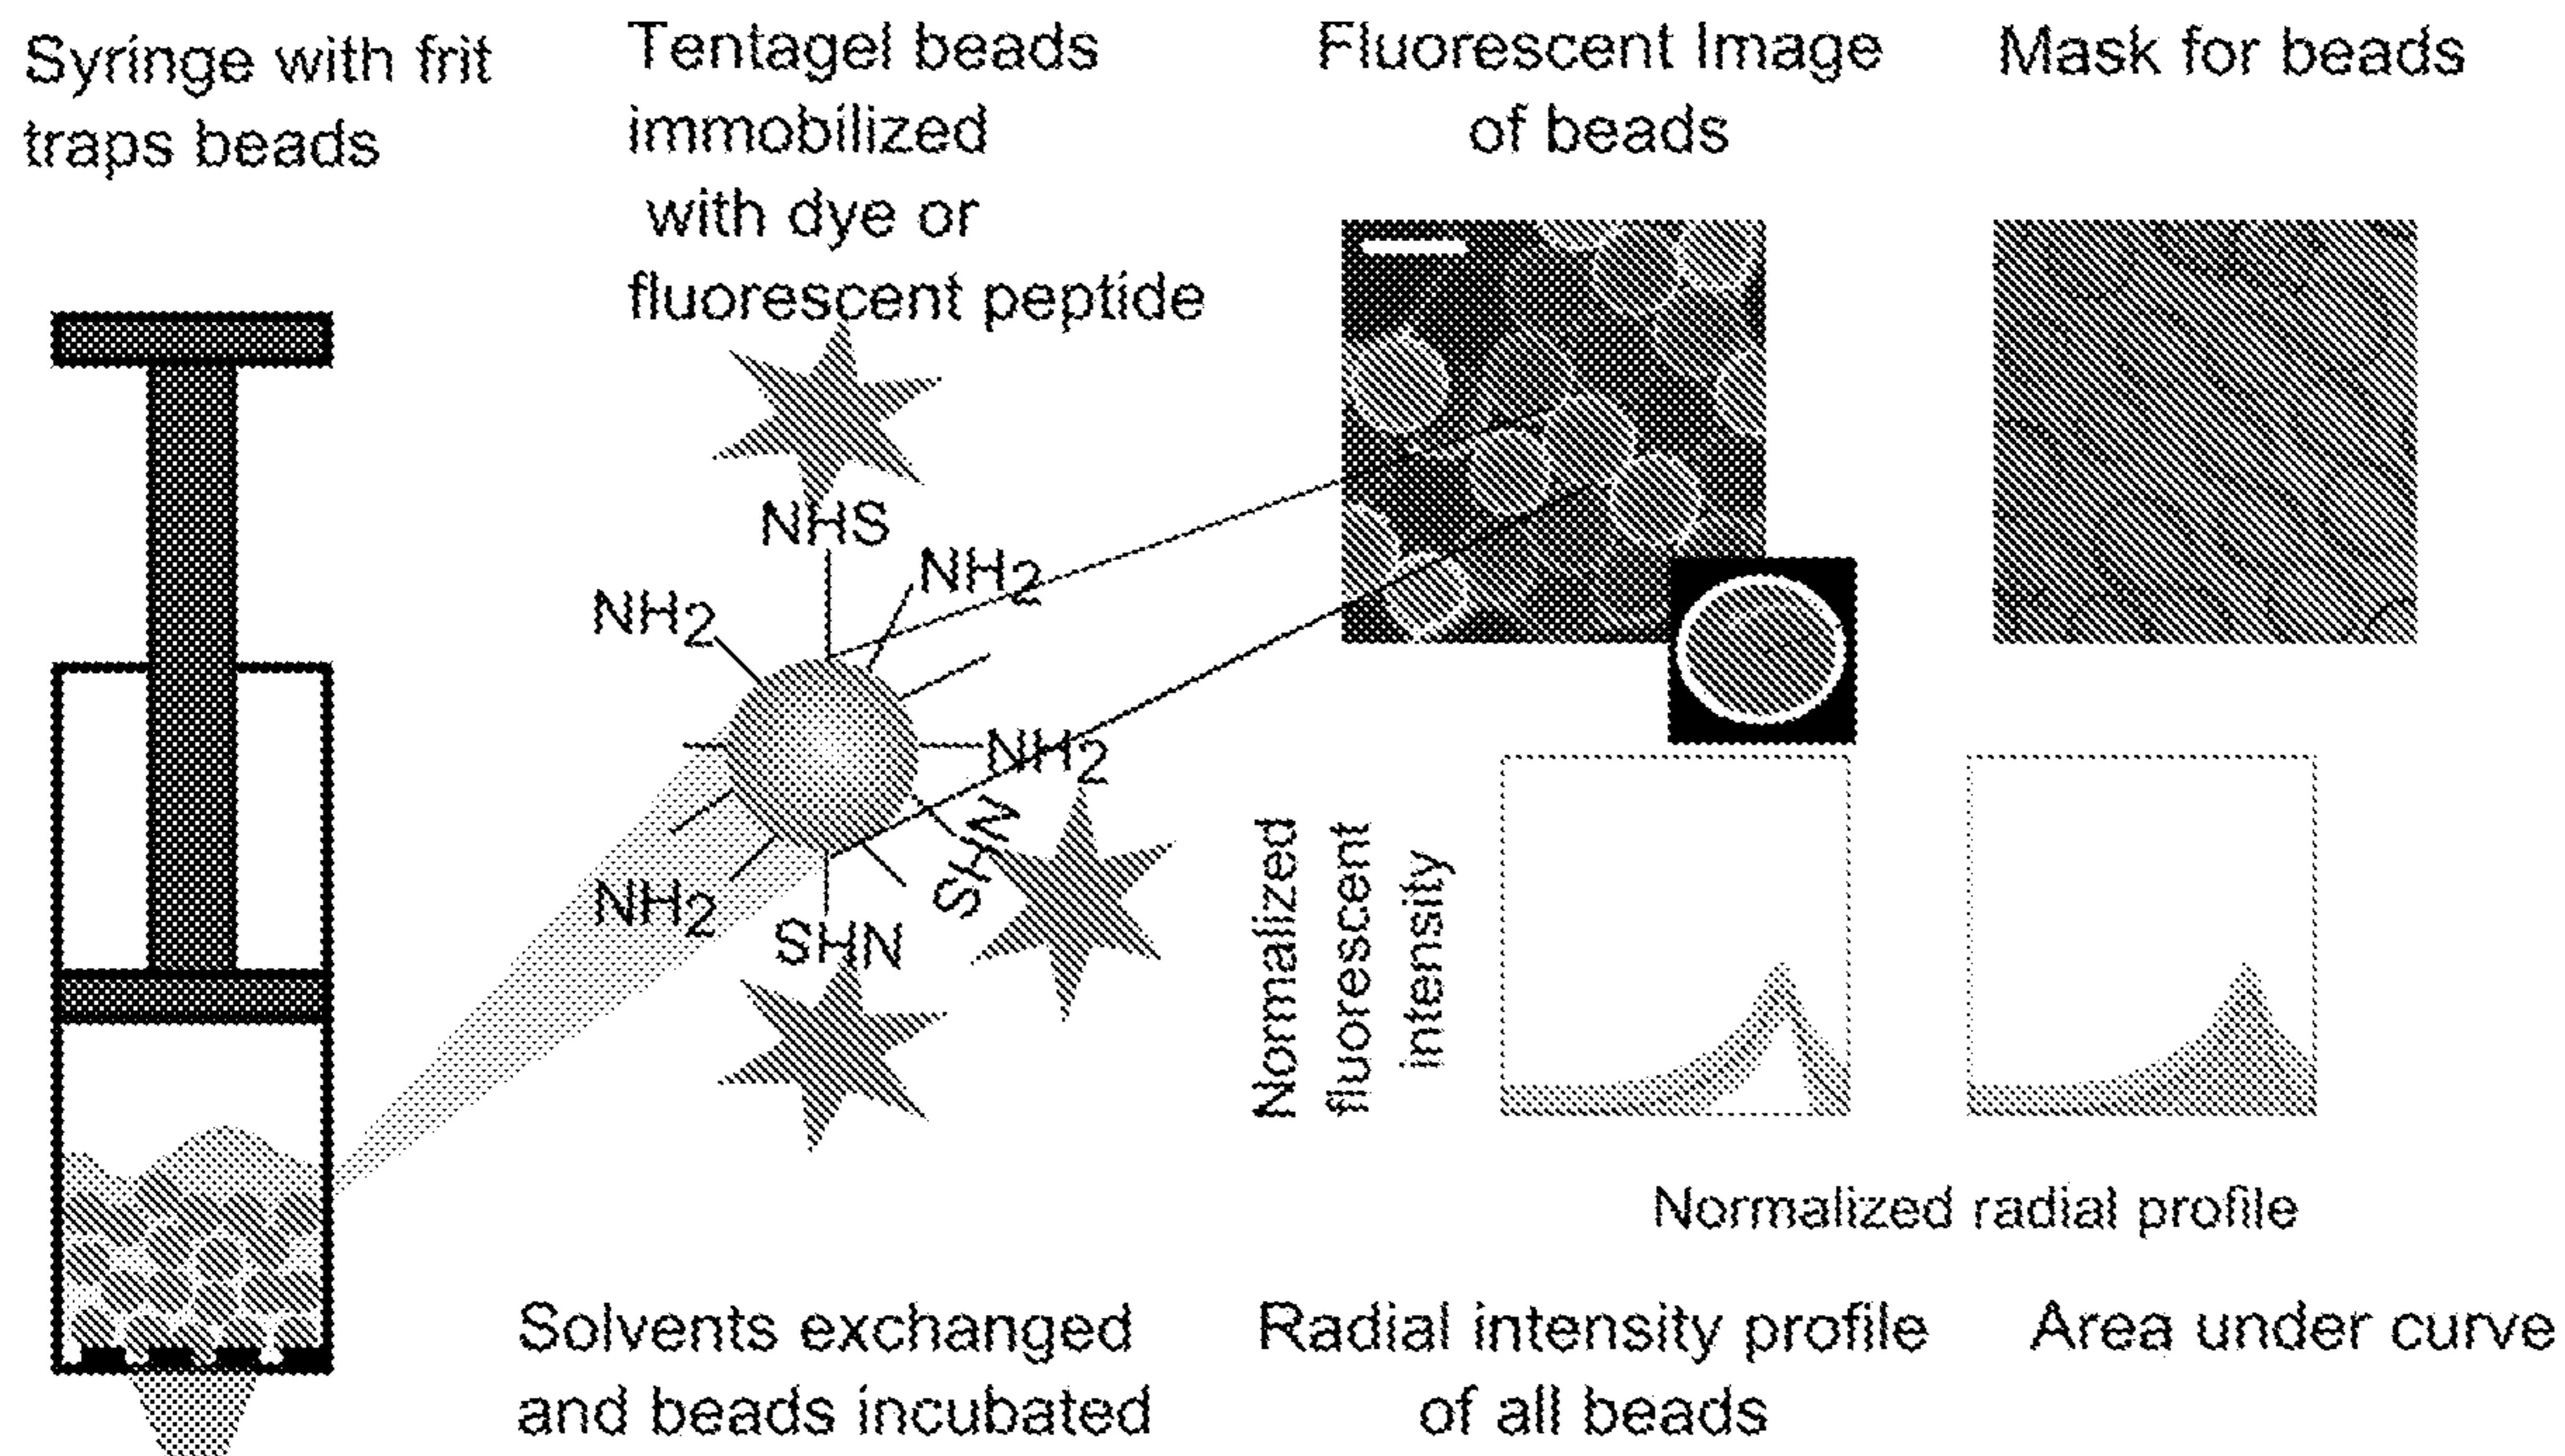 Syringe with frit
traps beads
Tentagel beads
immobilized
with dye or
fluorescent peptide
Fluorescent Image
of beads
Mask for beads
NHS
NH2
NH2
NH2
NHS
NH2
SHN
Normalized
fluorescent
intensity
Normalized radial profile
Solvents exchanged
and beads incubated
Radial intensity profile
of all beads
Area under curve